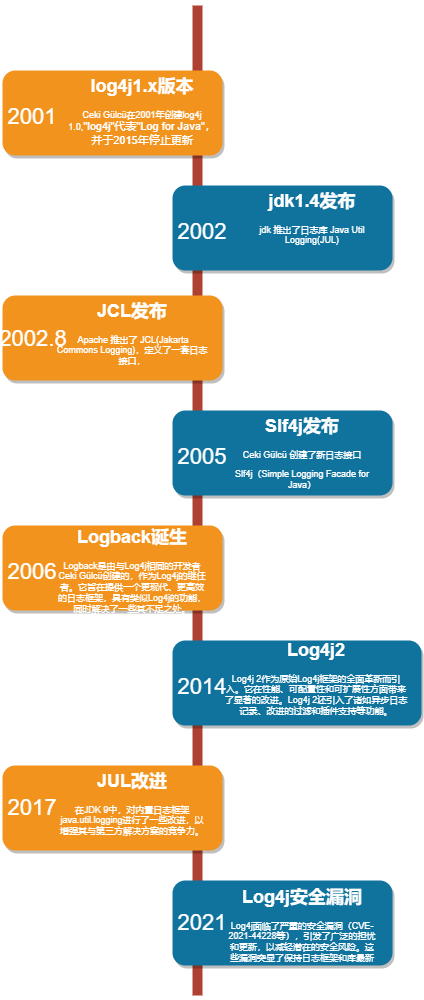 log4j1.x版本
2001
Ceki Gülcü在2001年创建log4j
1.0,"log4j"代表"Log for Java",
并于2015年停止更新
jdk1.4发布
2002
jdk 推出了日志库 Java Util
Logging(JUL)
JCL发布
2002.8
Apache 推出了 JCL(Jakarta
Commons Logging)，定义了一套日志
接口，
Slf4j发布
2005
Ceki Gülcü 创建了新日志接口
Slf4j（Simple Logging Facade for
Java）
Logback诞生
2006
Logback是由与Log4j相同的开发者
Ceki Gülcü创建的，作为Log4j的继任
者。它旨在提供一个更现代、更高效
的日志框架，具有类似Log4j的功能，
同时解决了一些其不足之处。
Log4j2
2014
Log4j 2作为原始Log4j框架的全面革新而引
入。它在性能、可配置性和可扩展性方面带来
了显著的改进。Log4j 2还引入了诸如异步日志
记录、改进的过滤和插件支持等功能。
JUL改进
2017
在JDK 9中，对内置日志框架
java.util.logging进行了一些改进，以
增强其与第三方解决方案的竞争力。
Log4j安全漏洞
2021
Log4j面临了严重的安全漏洞（CVE-
2021-44228等），引发了广泛的担忧
和更新，以减轻潜在的安全风险。这
些漏洞突显了保持日志框架和库最新